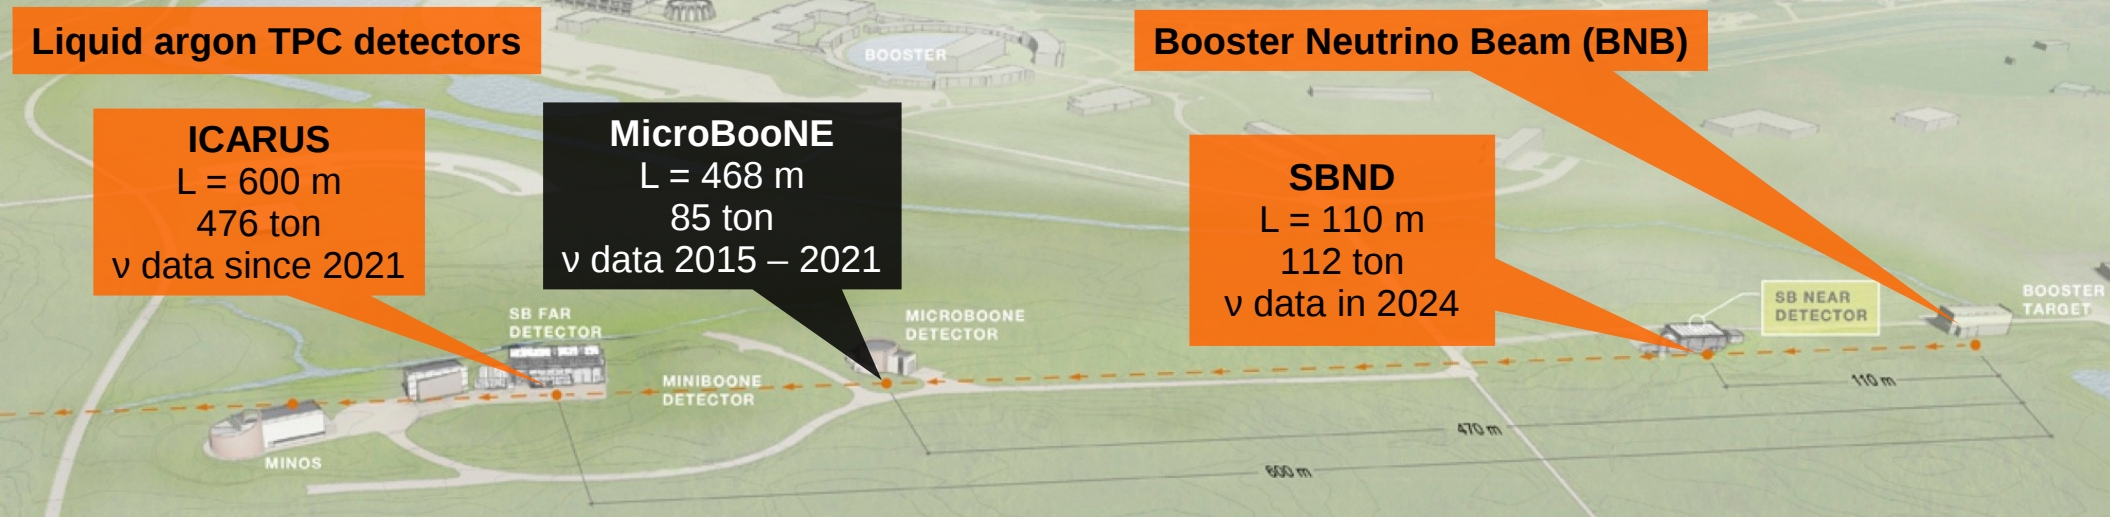 Liquid argon TPC detectors
Booster Neutrino Beam (BNB)
BOOSTER
ICARUS
L = 600 m
476 ton
ν data since 2021
MicroBooNE
L = 468 m
85 ton
ν data 2015 – 2021
SBND
L = 110 m
112 ton
ν data in 2024
SB FAR
DETECTOR
MICROBOONE
DETECTOR
SB NEAR
DETECTOR
BOOSTER
TARGET
MINIBOONE
DETECTOR
110 m
470 m
600 m
MINOS